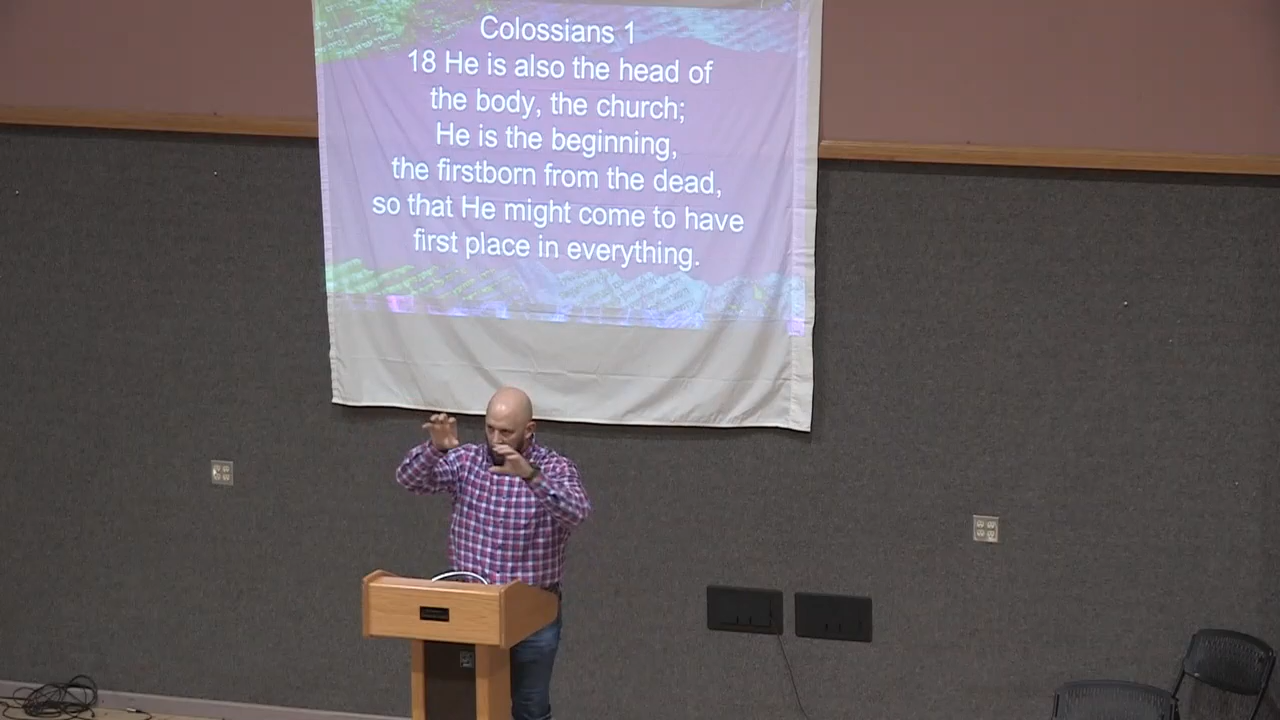 Colossians 1
18 He is also the head of
the body, the church;
He is the beginning,
the firstborn from the dead,
so that He might come to have
first place in everything.